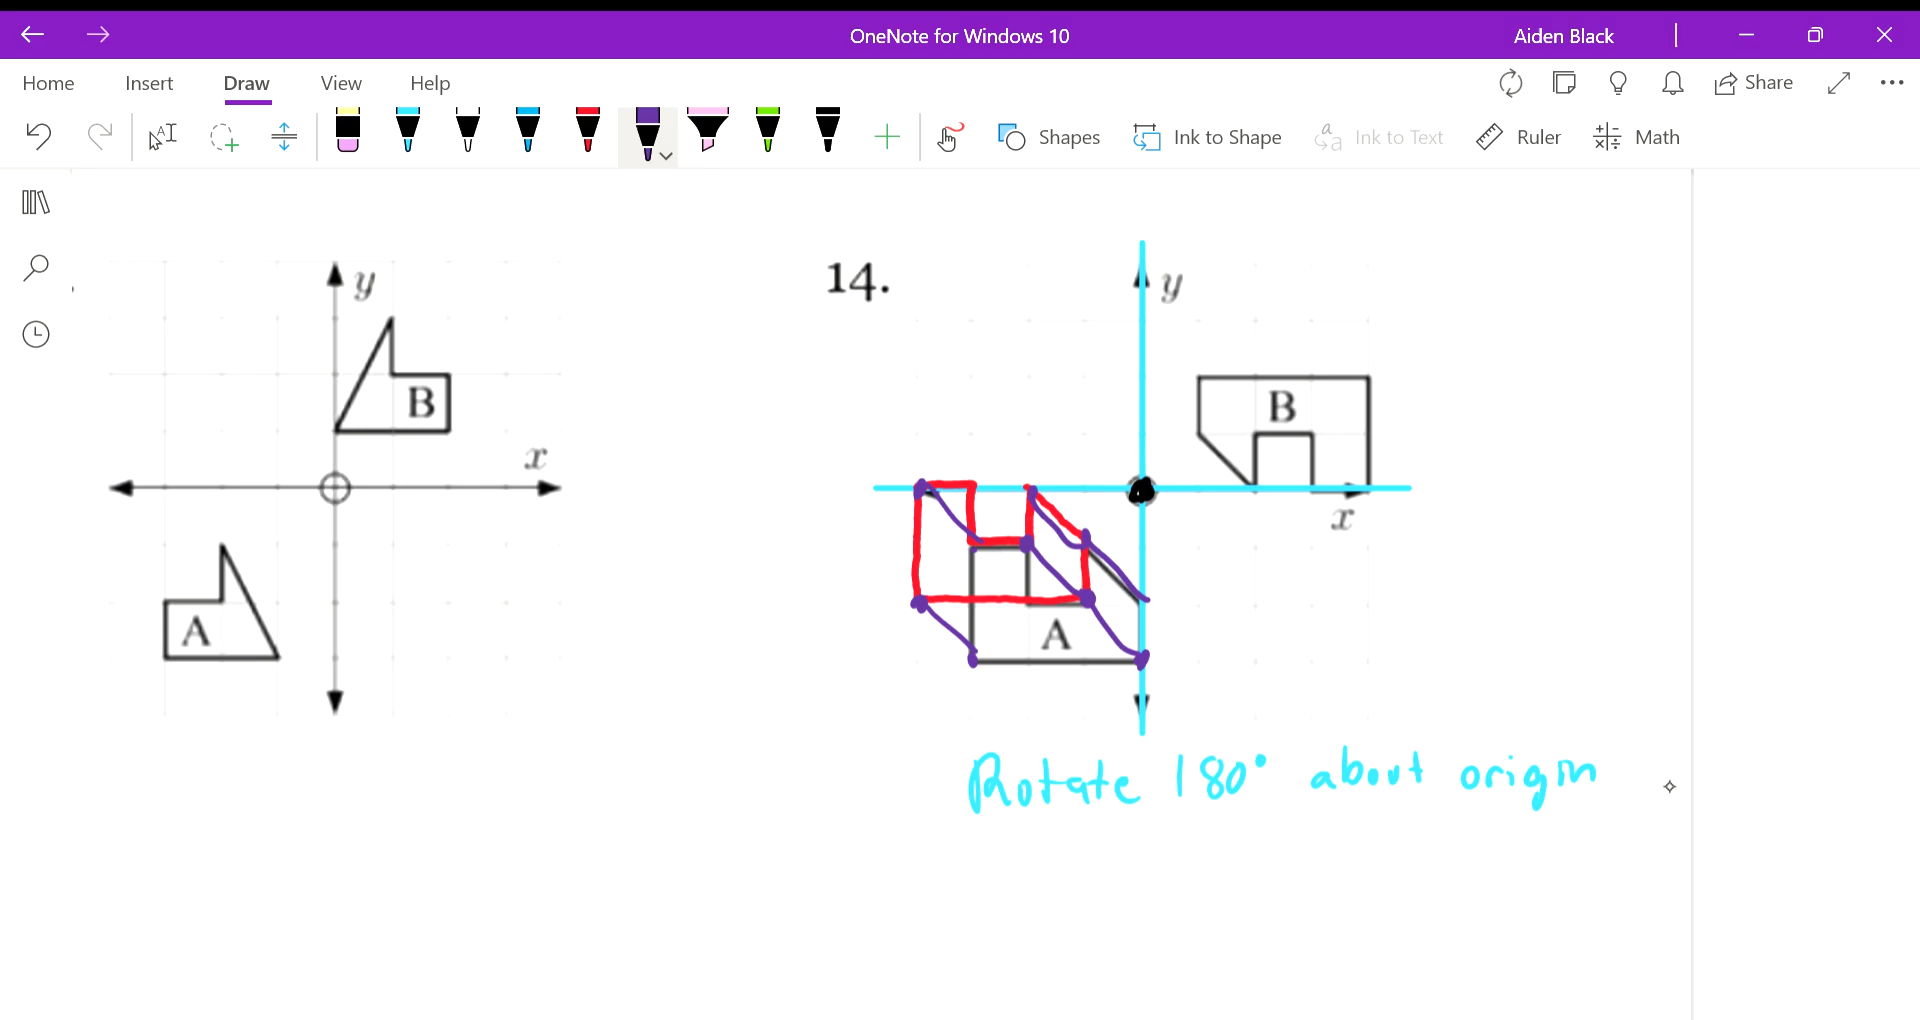 OneNote for Windows 10
Aiden Black
Home Insert Draw View Help
Share
Shapes Ink to Shape Ink to Text Ruler Math
y
B
x
A
14.
y
B
x
A
Rotate 180° about origin